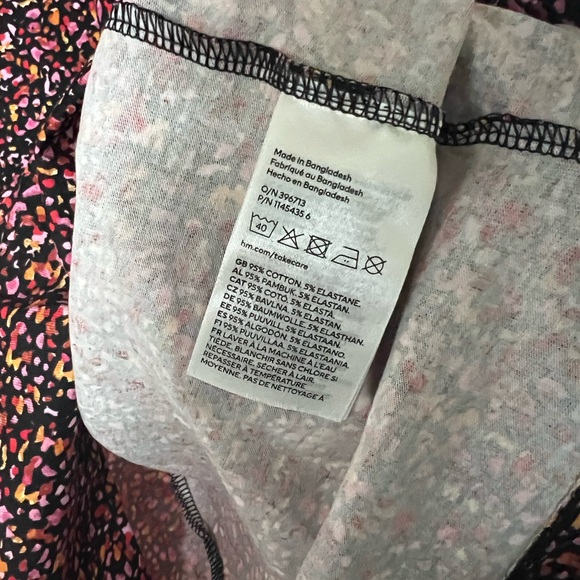 Made in Bangladesh
Fabriqué au Bangladesh
Hecho en Bangladesh
O/N 396713
P/N 1145435 6
40
hm.com/takecare
GB 95% COTTON, 5% ELASTANE.
AL 95% PAMBUK, 5% ELASTAN.
CAT 95% COTÓ, 5% ELASTÀ.
CZ 95% BAVLNA, 5% ELASTAN.
DE 95% BAUMWOLLE, 5% ELASTHAN.
EE 95% PUUVILL, 5% ELASTAAN.
ES 95% ALGODÓN, 5% ELASTANO.
FI 95% PUUVILLAA, 5% ELASTAANIA.
FR LAVER À LA MACHINE À L'EAU
TIÈDE, BLANCHIR SANS CHLORE SI
NÉCESSAIRE, SÉCHER À L'AIR.
REPASSER À TEMPÉRATURE
MOYENNE. PAS DE NETTOYAGE À